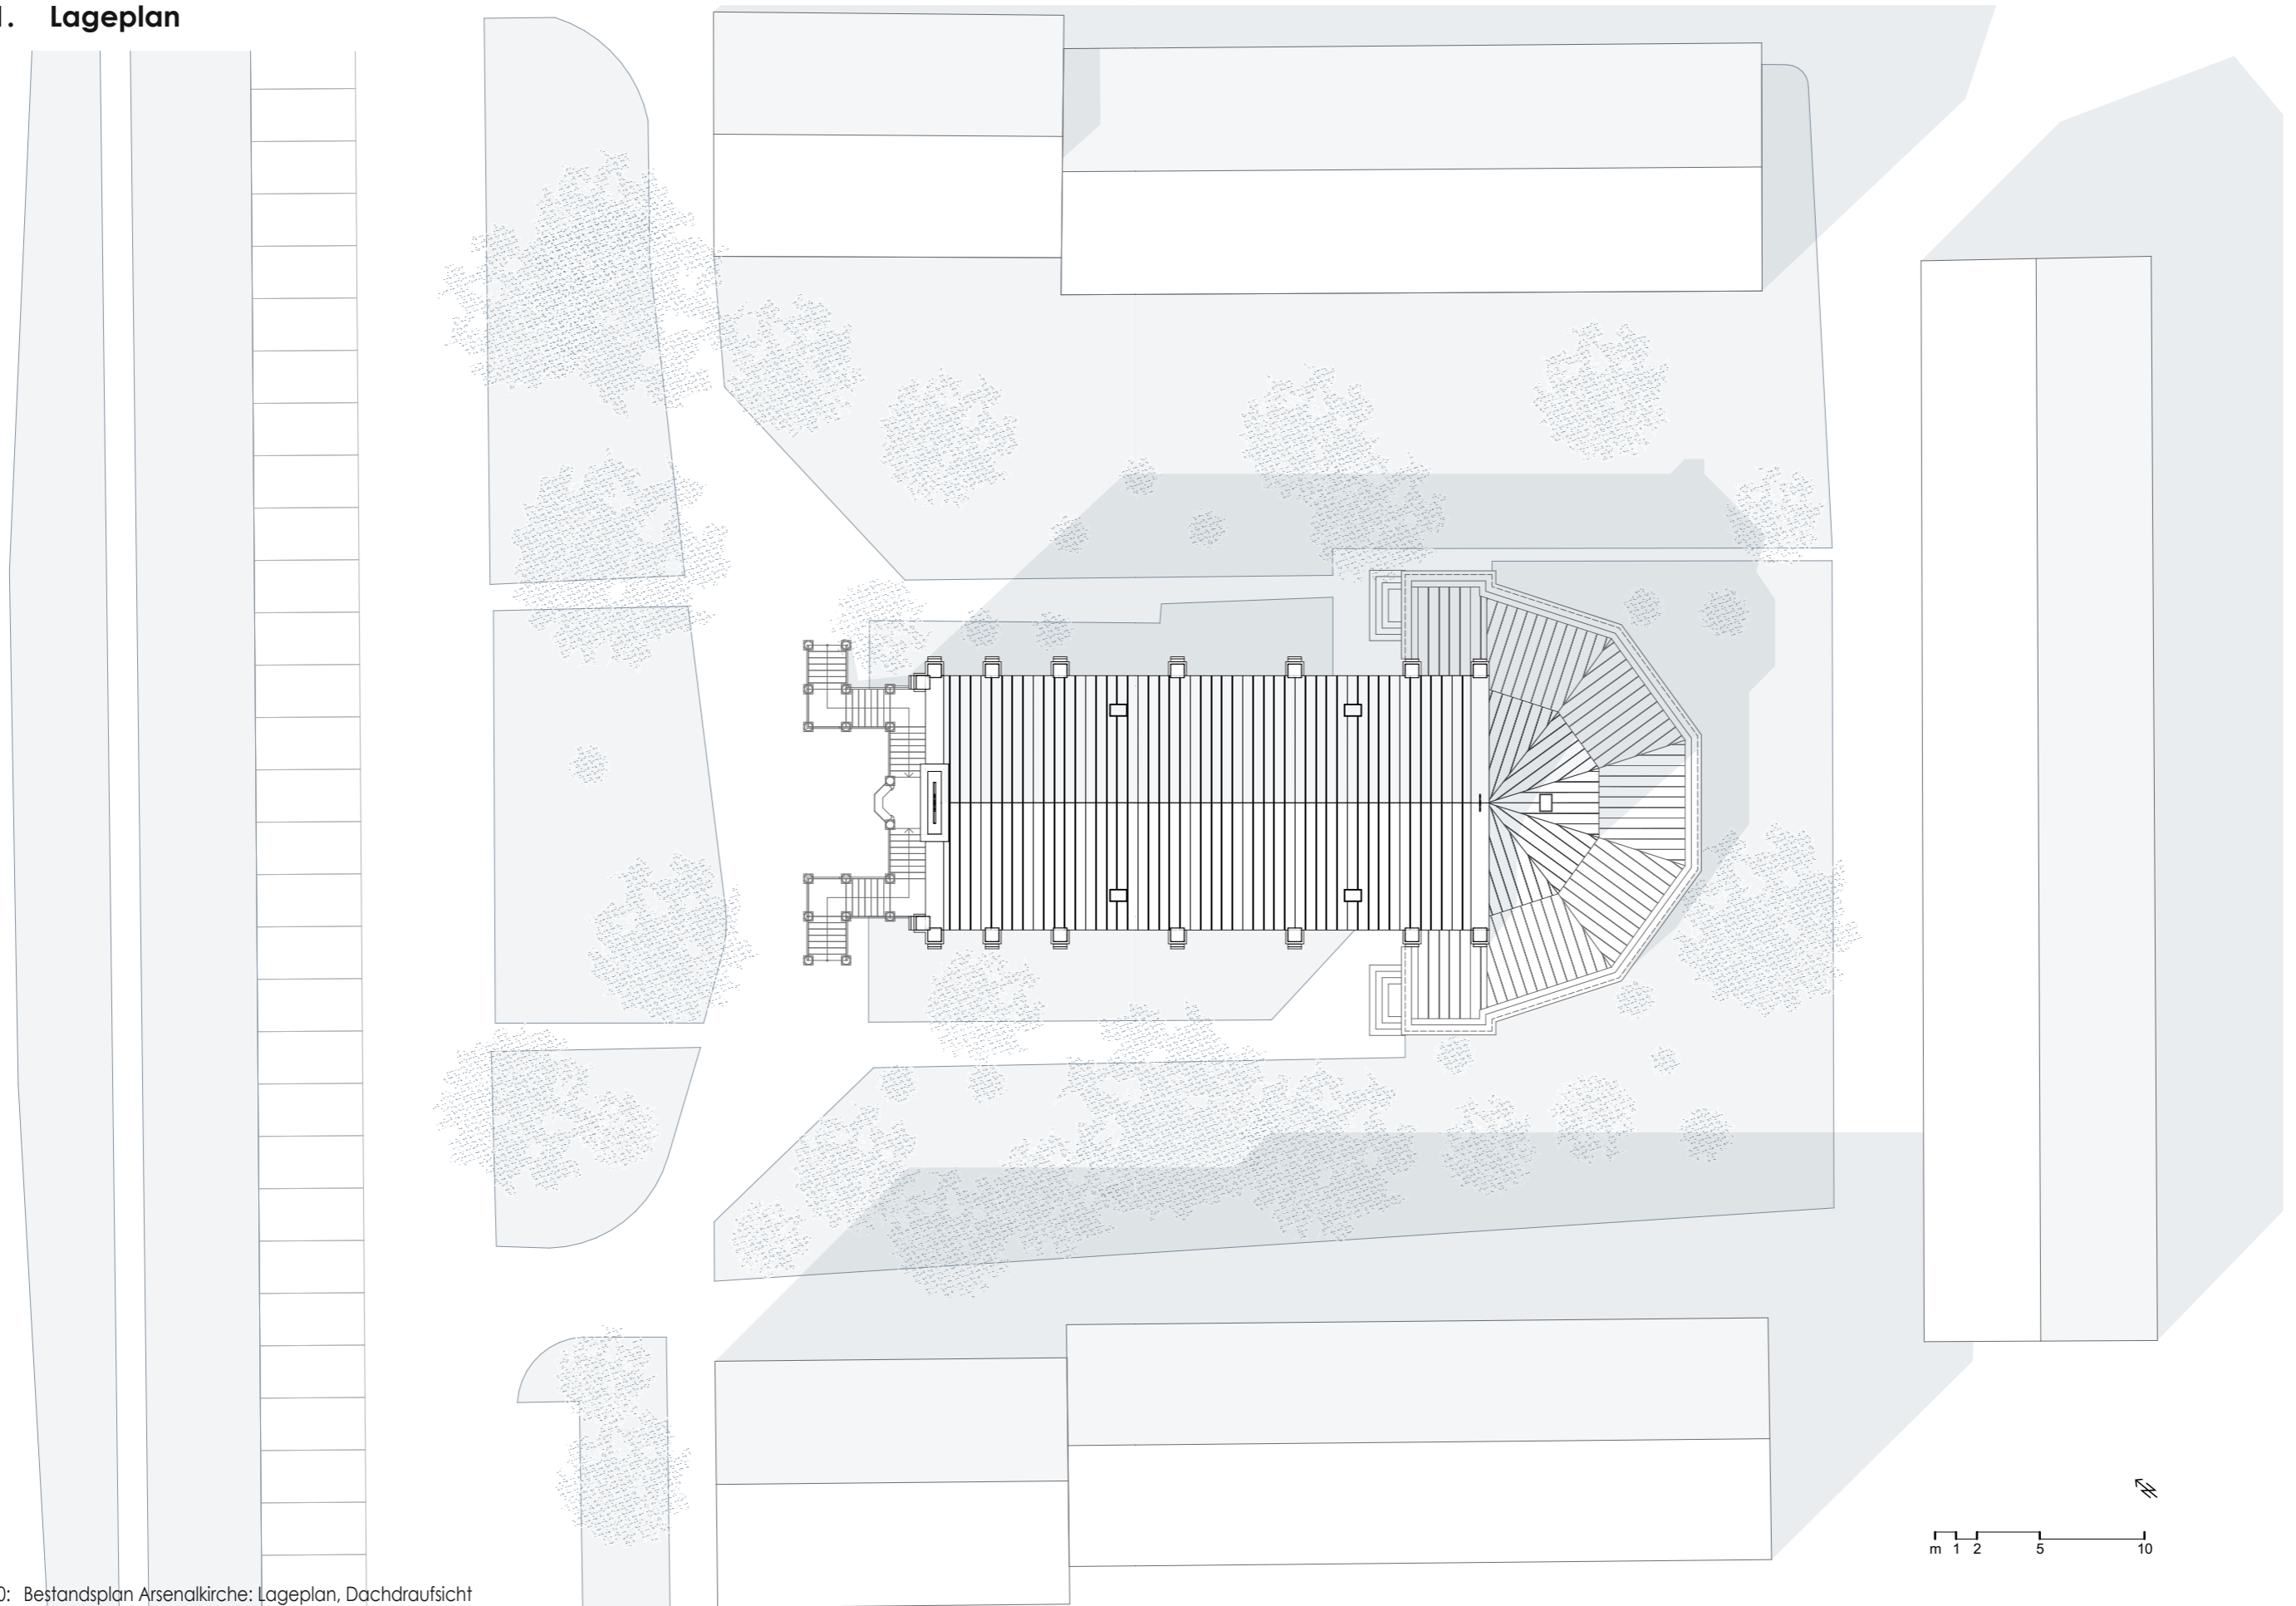 1. Lageplan
m 1 2 5 10
0: Bestandsplan Arsenalkirche: Lageplan, Dachdraufsicht